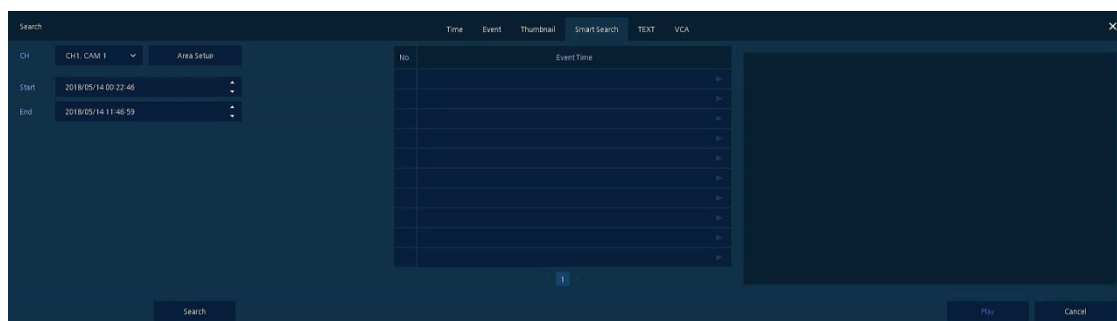 Search
Time Event Thumbnail Smart Search TEXT VCA
CH CH1. CAM 1 Area Setup
No. Event Time
Start 2018/05/14 00:22:46
End 2018/05/14 11:46:59
1
Search Play Cancel